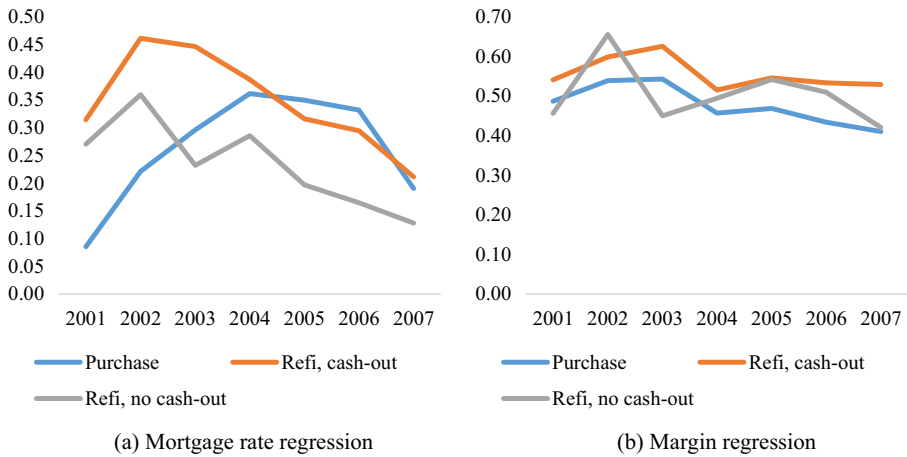 0.50
0.45
0.40
0.35
0.30
0.25
0.20
0.15
0.10
0.05
0.00
2001 2002 2003 2004 2005 2006 2007
Purchase Refi, cash-out
Refi, no cash-out
(a) Mortgage rate regression
0.70
0.60
0.50
0.40
0.30
0.20
0.10
0.00
2001 2002 2003 2004 2005 2006 2007
Purchase Refi, cash-out
Refi, no cash-out
(b) Margin regression